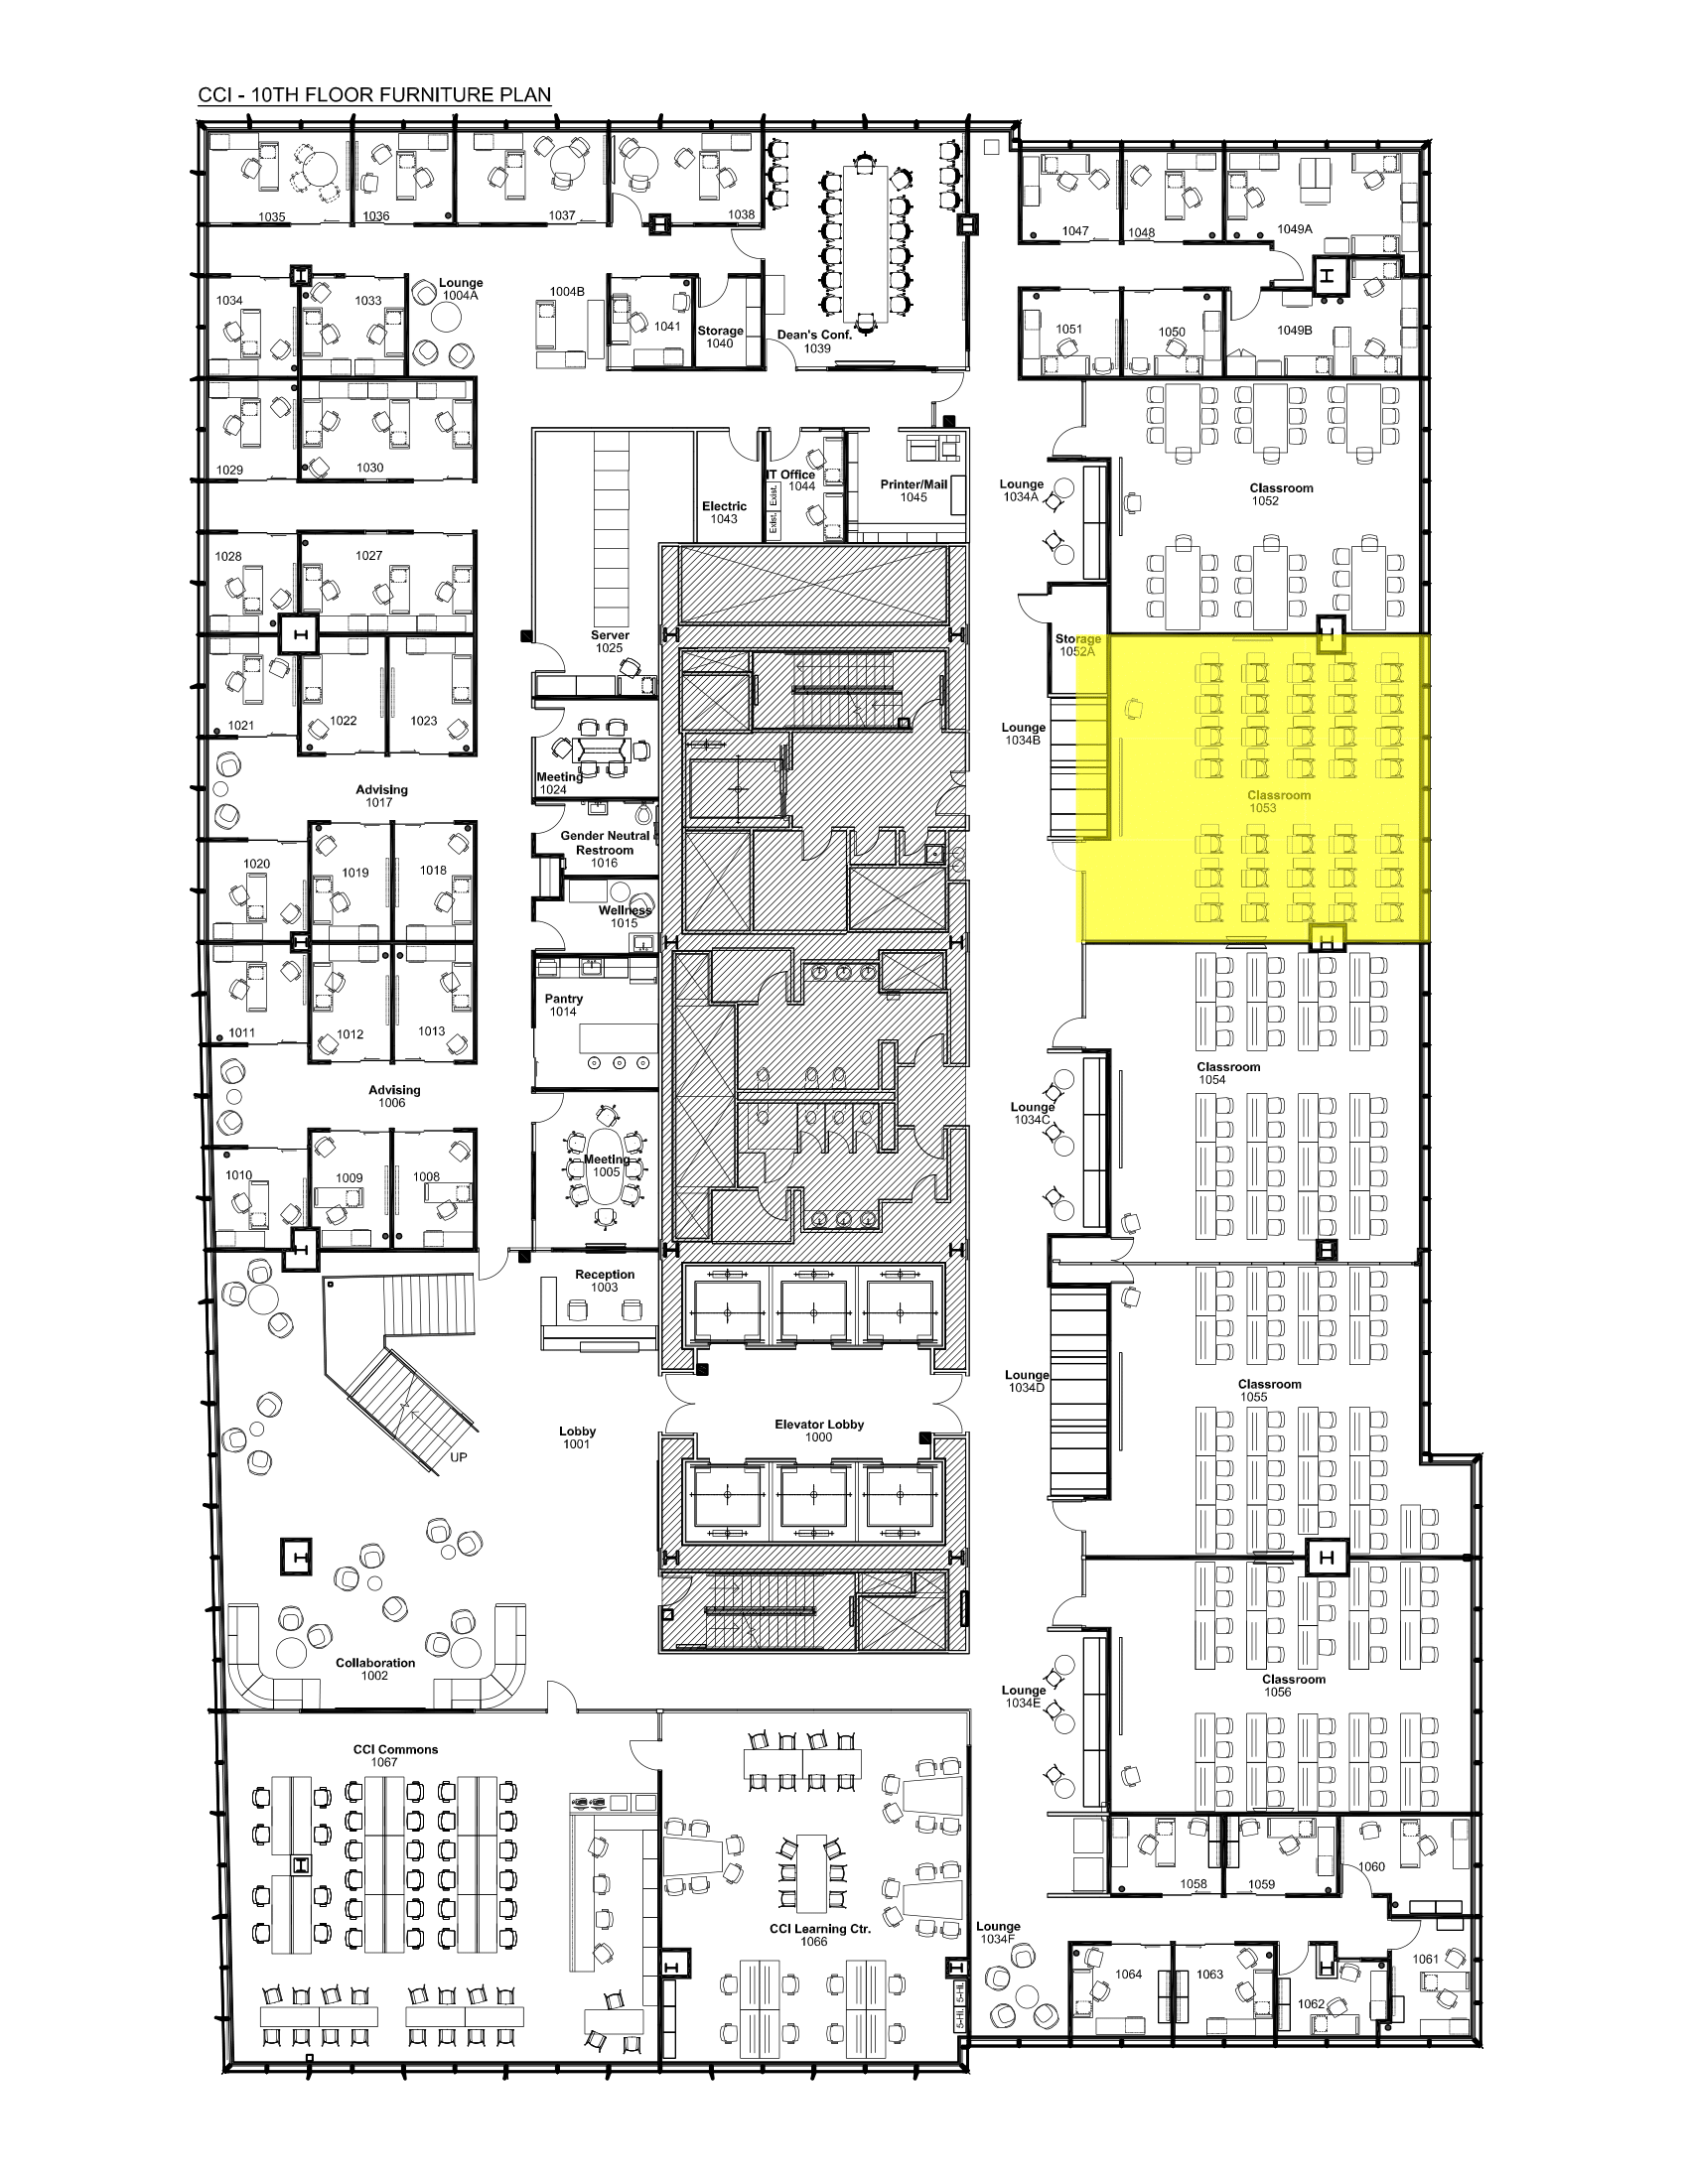 CCI - 10TH FLOOR FURNITURE PLAN
1035
1036
1037
1038
1047
1048
1049A
Lounge
1004A
1004B
1034
1033
1041
Storage
1040
Dean's Conf.
1039
1051
1050
1049B
1029
1030
Electric
1043
IT Office
1044
Exist.
Exist.
Printer/Mail
1045
Lounge
1034A
Classroom
1052
1028
1027
Server
1025
Storage
1052A
1021
1022
1023
Lounge
1034B
Meeting
1024
Advising
1017
Classroom
1053
Gender Neutral
Restroom
1016
1020
1019
1018
Wellness
1015
Pantry
1014
1011
1012
1013
Classroom
1054
Advising
1006
Lounge
1034C
Meeting
1005
1010
1009
1008
Reception
1003
Lounge
1034D
Classroom
1055
Lobby
1001
Elevator Lobby
1000
UP
Collaboration
1002
Lounge
1034E
Classroom
1056
CCI Commons
1067
1058
1059
1060
CCI Learning Ctr.
1066
Lounge
1034F
1064
1063
1062
1061
5-Hi.
5-Hi.